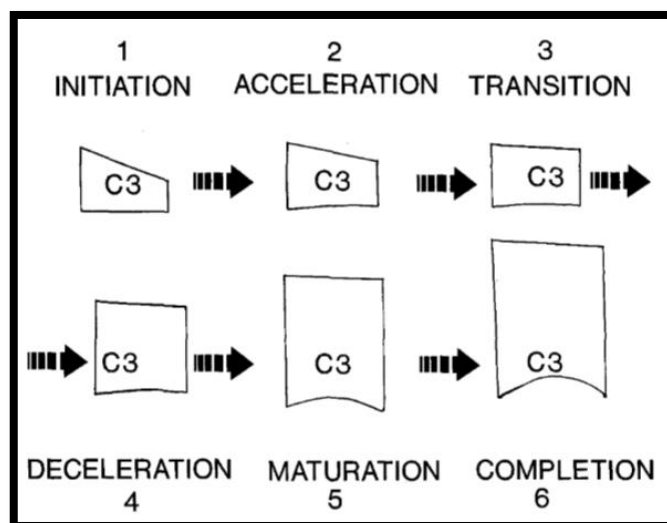 1 2 3
INITIATION ACCELERATION TRANSITION
C3 C3 C3
C3 C3 C3
DECELERATION MATURATION COMPLETION
4 5 6